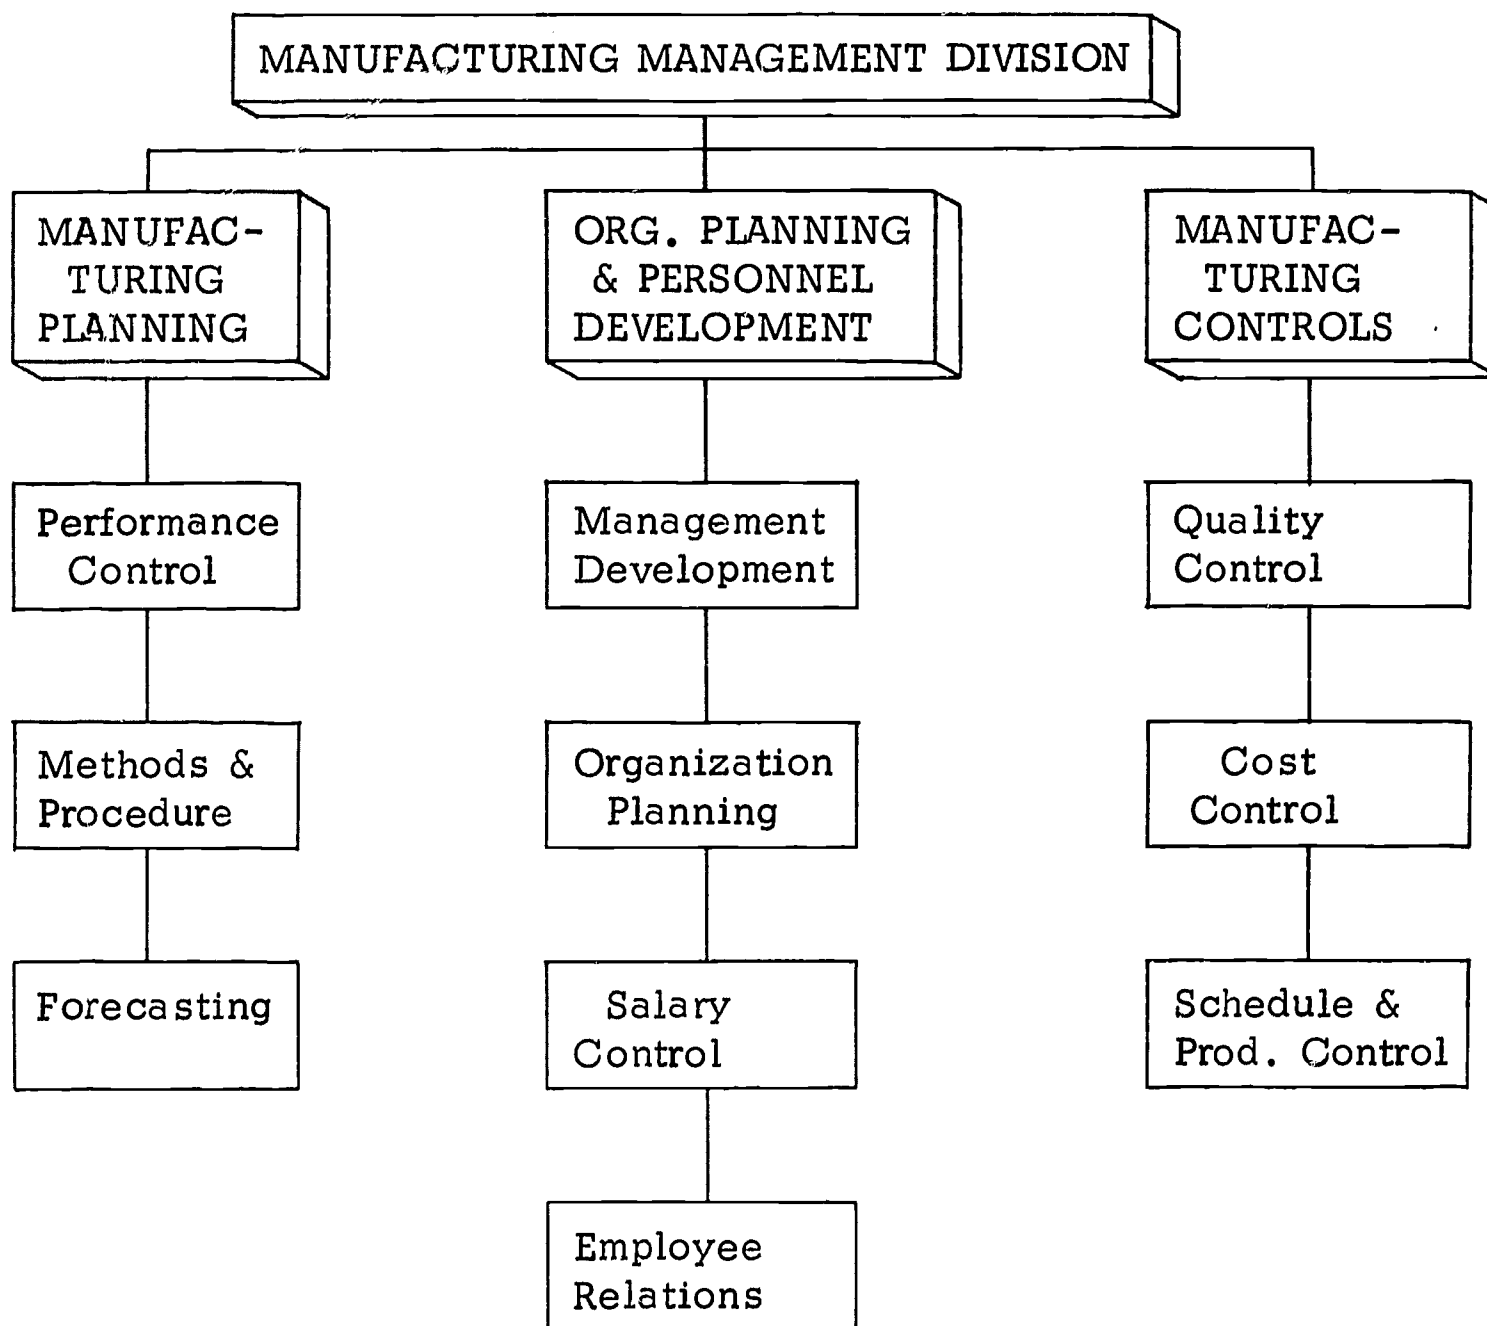 MANUFACTURING MANAGEMENT DIVISION
MANUFAC-
TURING
PLANNING
ORG. PLANNING
& PERSONNEL
DEVELOPMENT
MANUFAC-
TURING
CONTROLS
Performance
Control
Management
Development
Quality
Control
Methods &
Procedure
Organization
Planning
Cost
Control
Forecasting
Salary
Control
Schedule &
Prod. Control
Employee
Relations